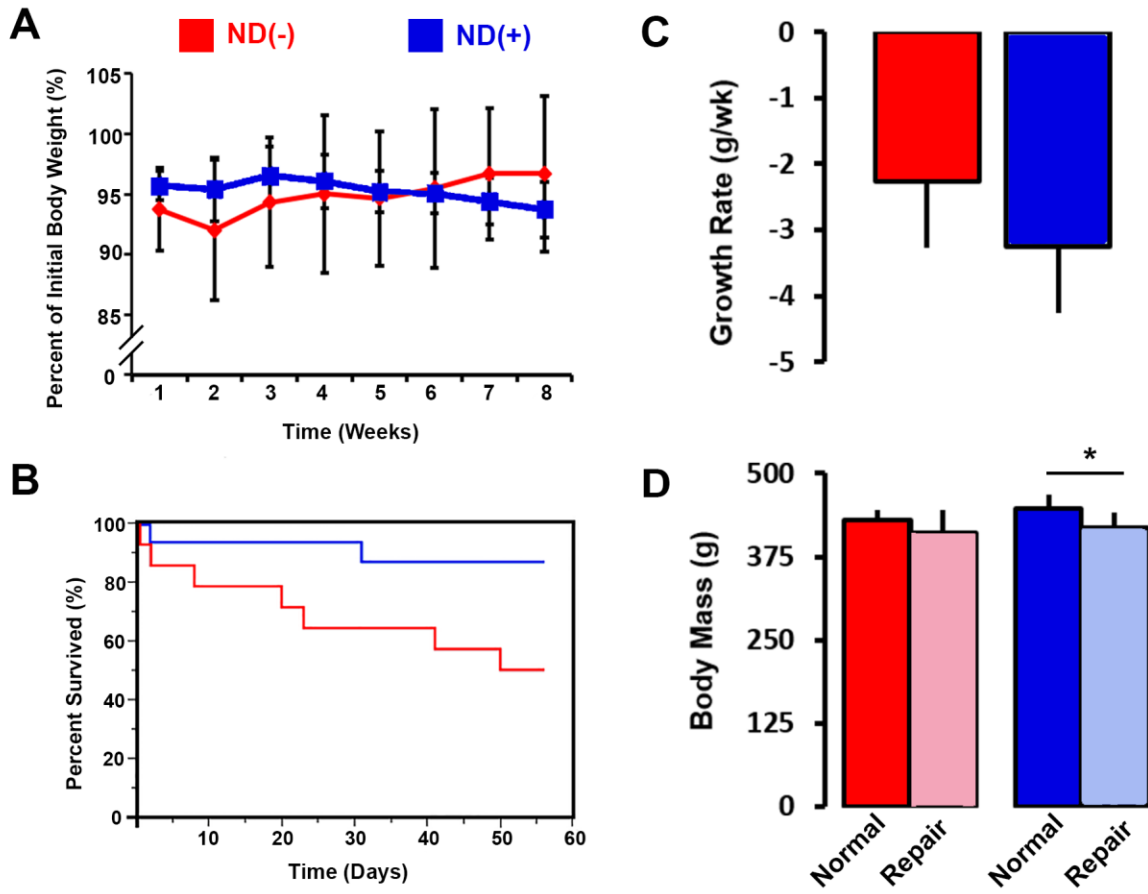 A
ND(-)
ND(+)
Percent of Initial Body Weight (%)
105
100
95
90
85
0
1 2 3 4 5 6 7 8
Time (Weeks)
B
Percent Survived (%)
100
80
60
40
20
0
10 20 30 40 50 60
Time (Days)
C
Growth Rate (g/wk)
0
-1
-2
-3
-4
-5
D
Body Mass (g)
500
375
250
125
0
*
Normal
Repair
Normal
Repair